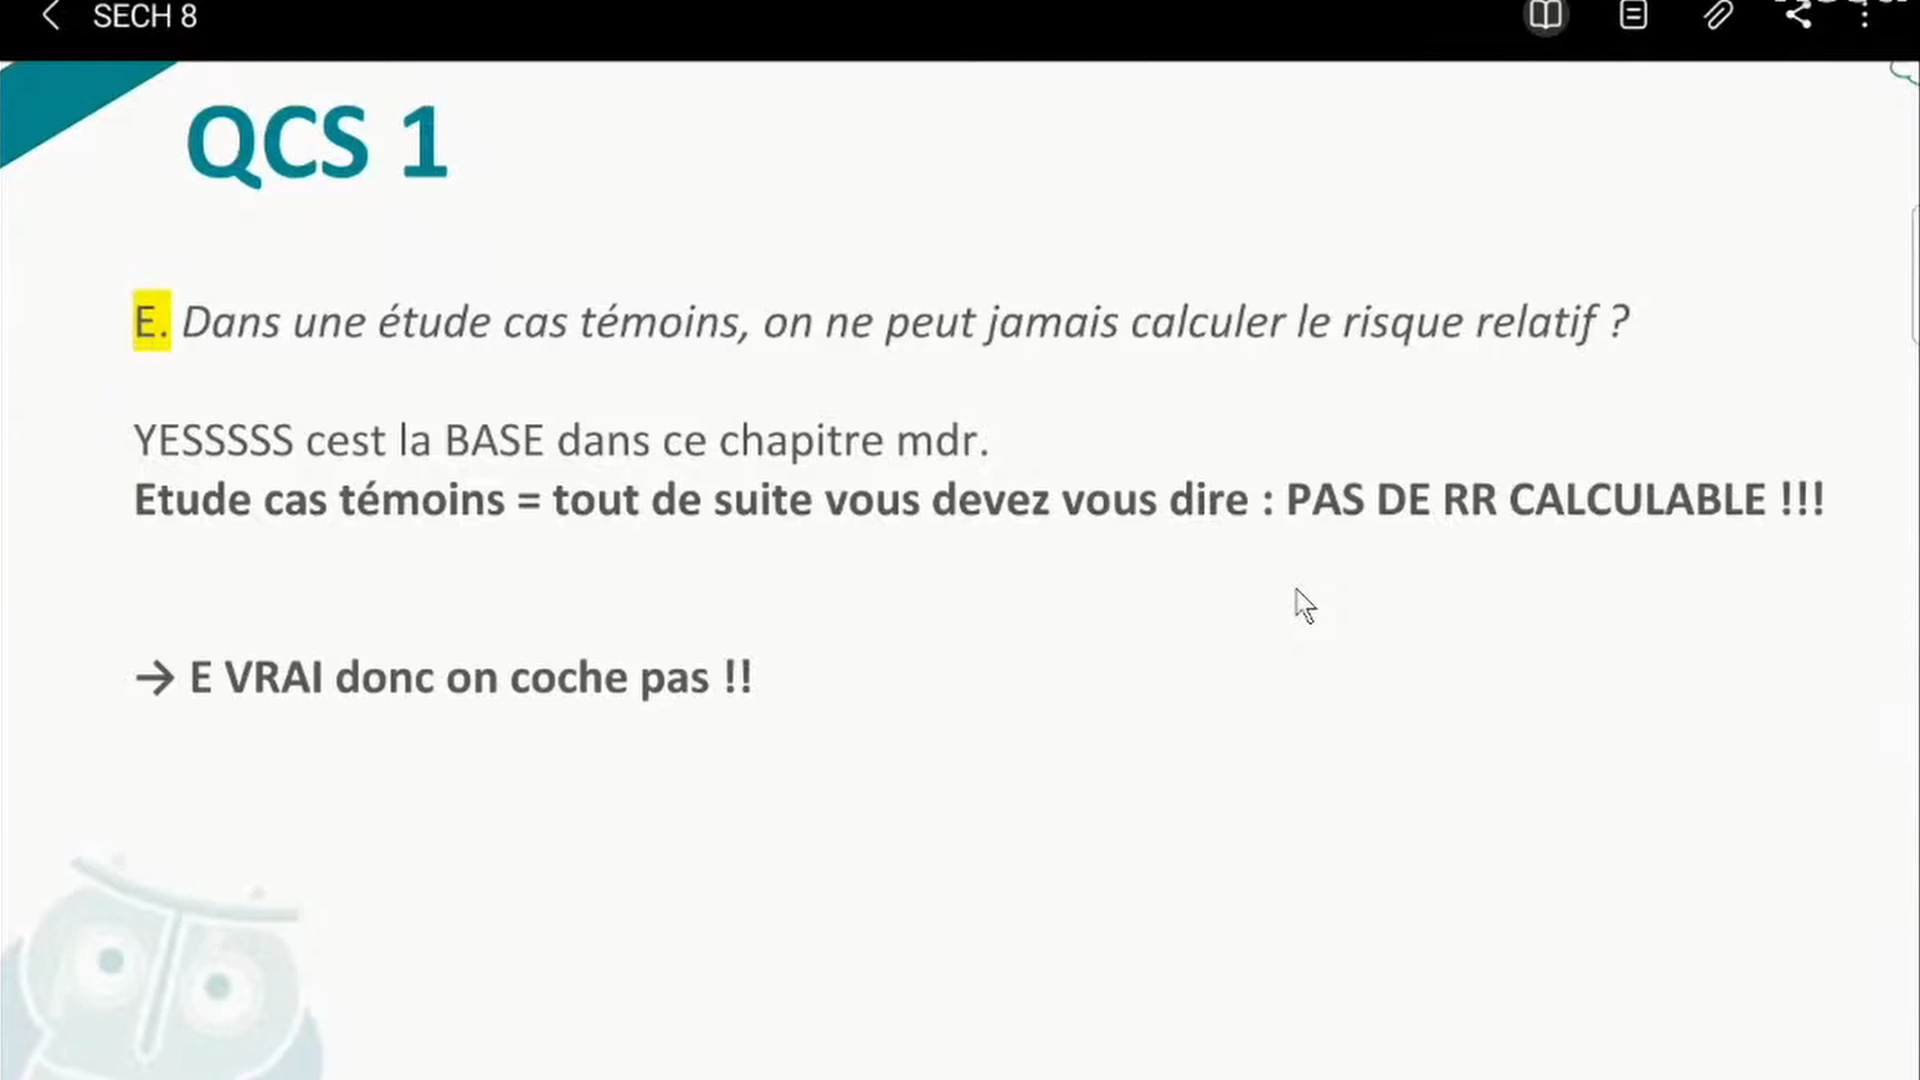 SECH 8
QCS 1
E. Dans une étude cas témoins, on ne peut jamais calculer le risque relatif ?
YESSSSS cest la BASE dans ce chapitre mdr.
Etude cas témoins = tout de suite vous devez vous dire : PAS DE RR CALCULABLE !!!
→ E VRAI donc on coche pas !!